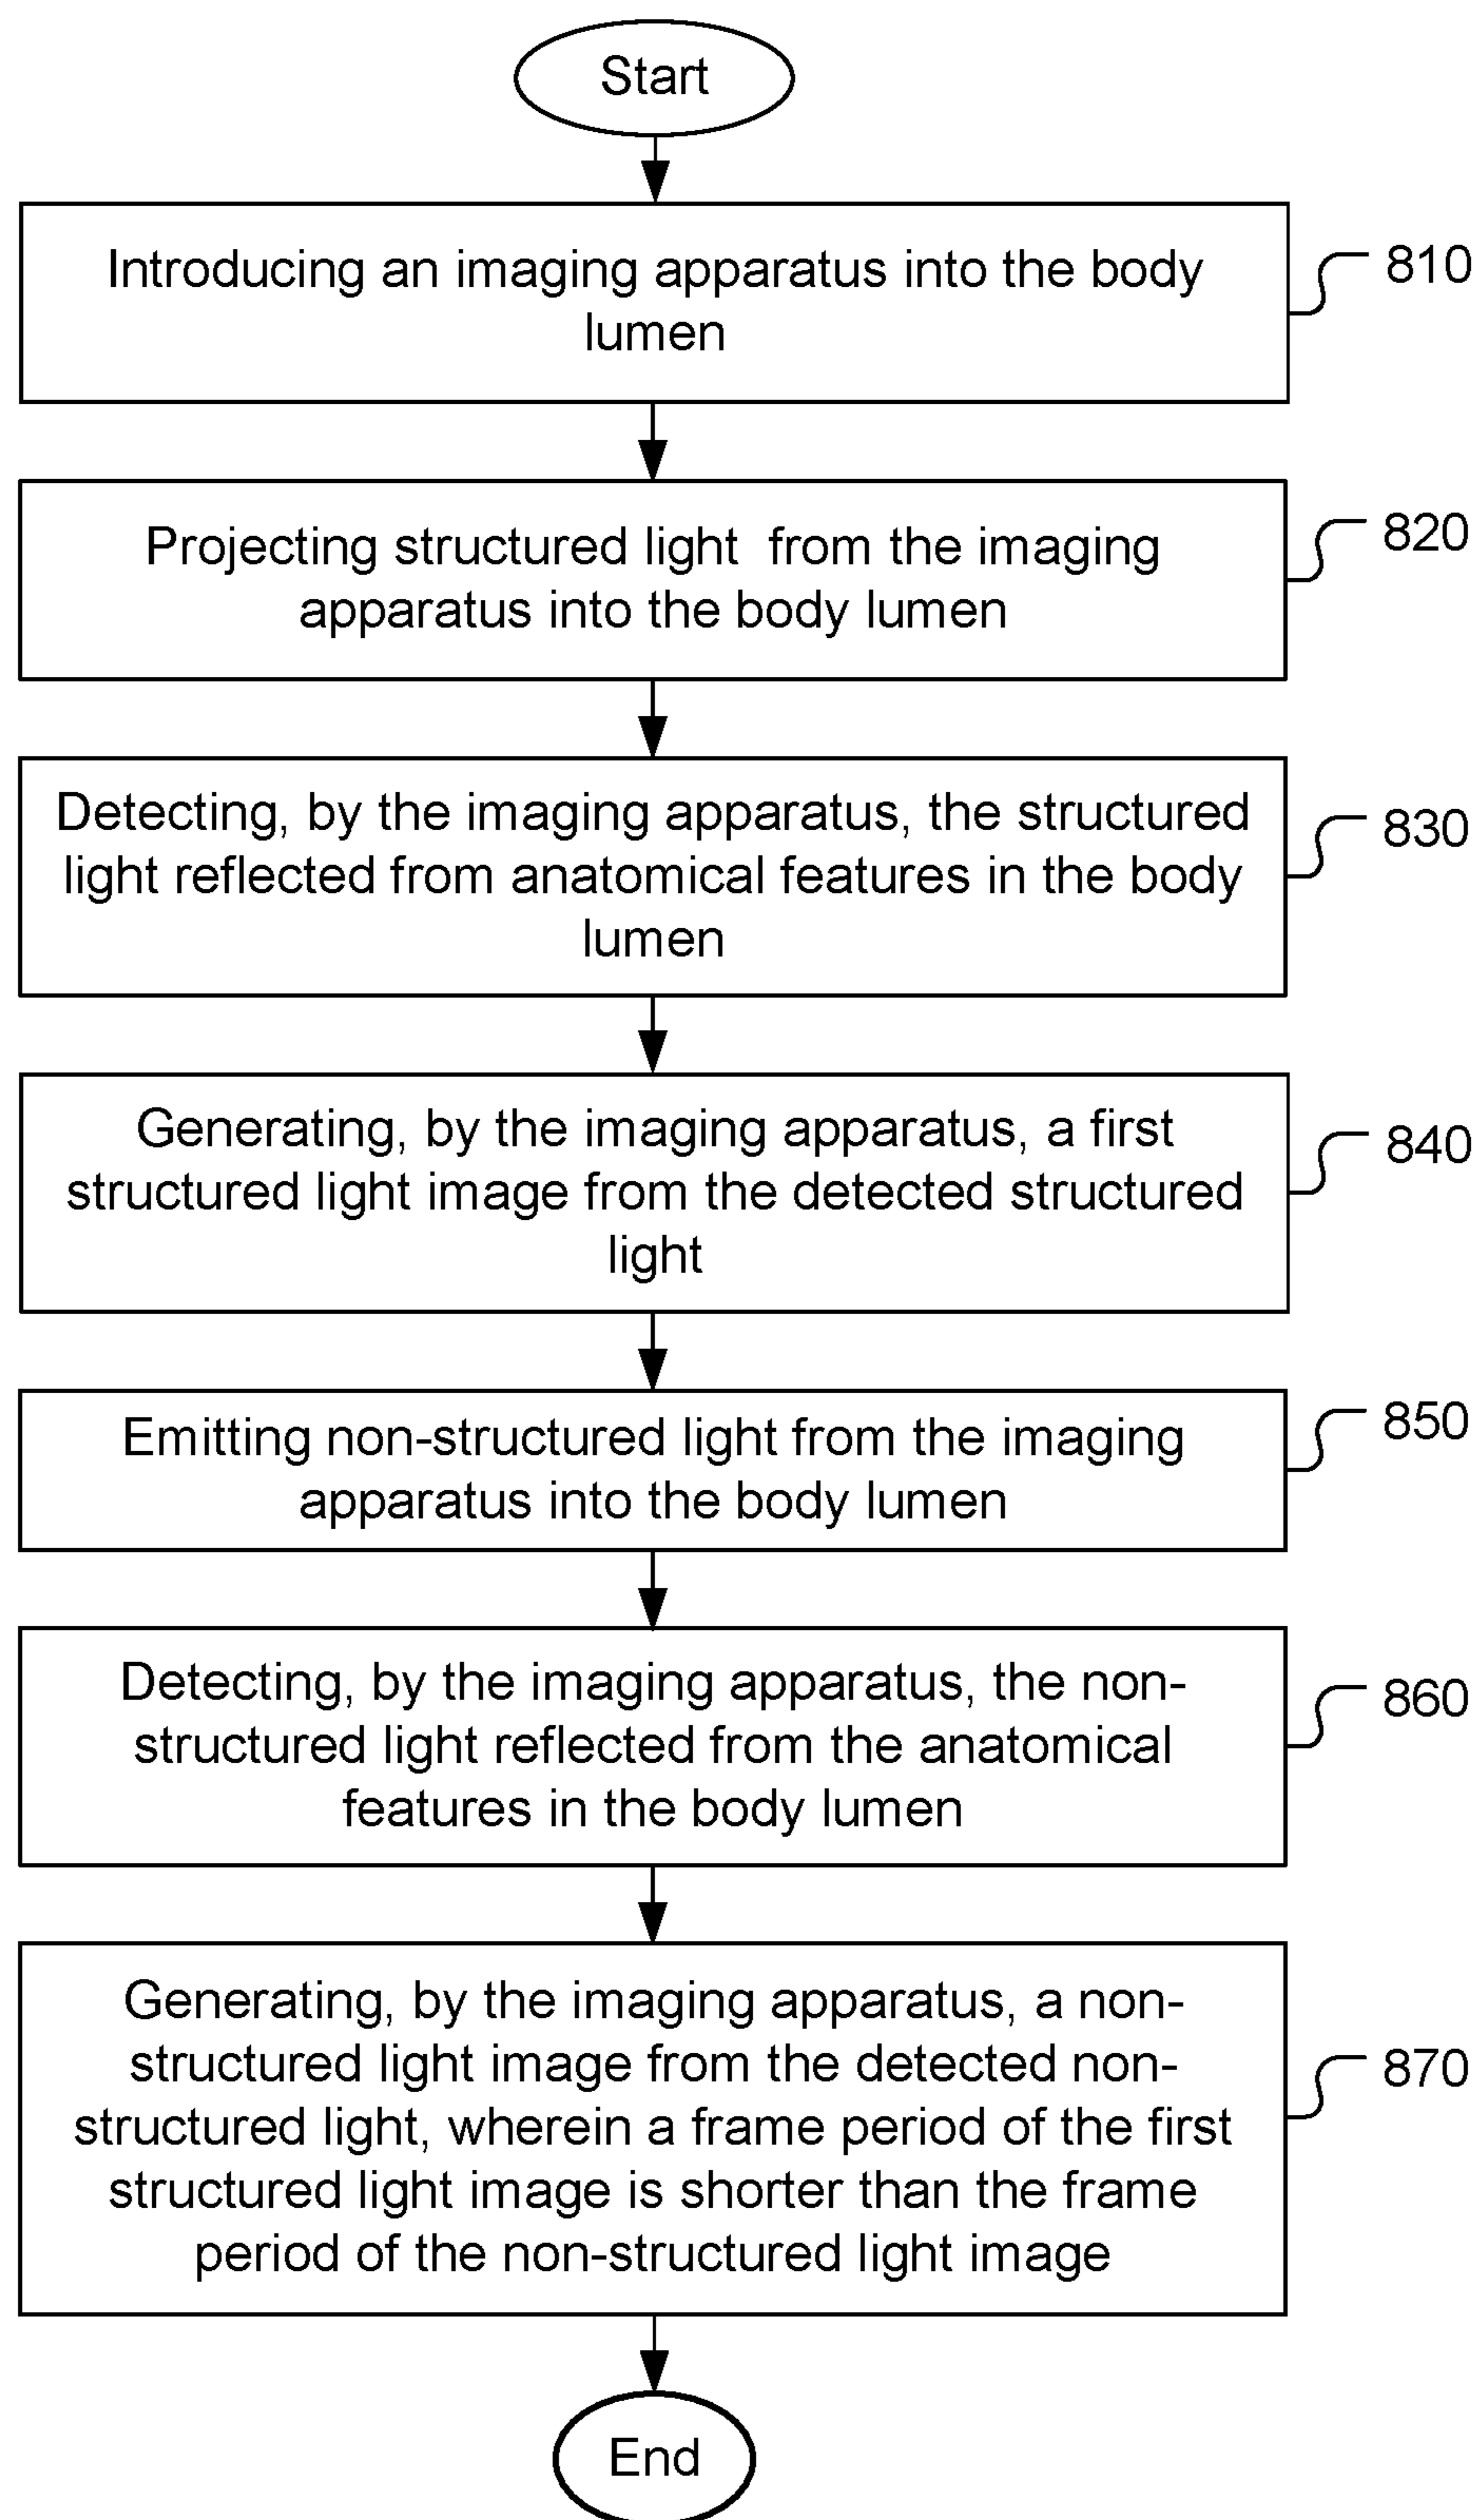 Start
Introducing an imaging apparatus into the body
lumen
810
Projecting structured light from the imaging
apparatus into the body lumen
820
Detecting, by the imaging apparatus, the structured
light reflected from anatomical features in the body
lumen
830
Generating, by the imaging apparatus, a first
structured light image from the detected structured
light
840
Emitting non-structured light from the imaging
apparatus into the body lumen
850
Detecting, by the imaging apparatus, the non-
structured light reflected from the anatomical
features in the body lumen
860
Generating, by the imaging apparatus, a non-
structured light image from the detected non-
structured light, wherein a frame period of the first
structured light image is shorter than the frame
period of the non-structured light image
870
End